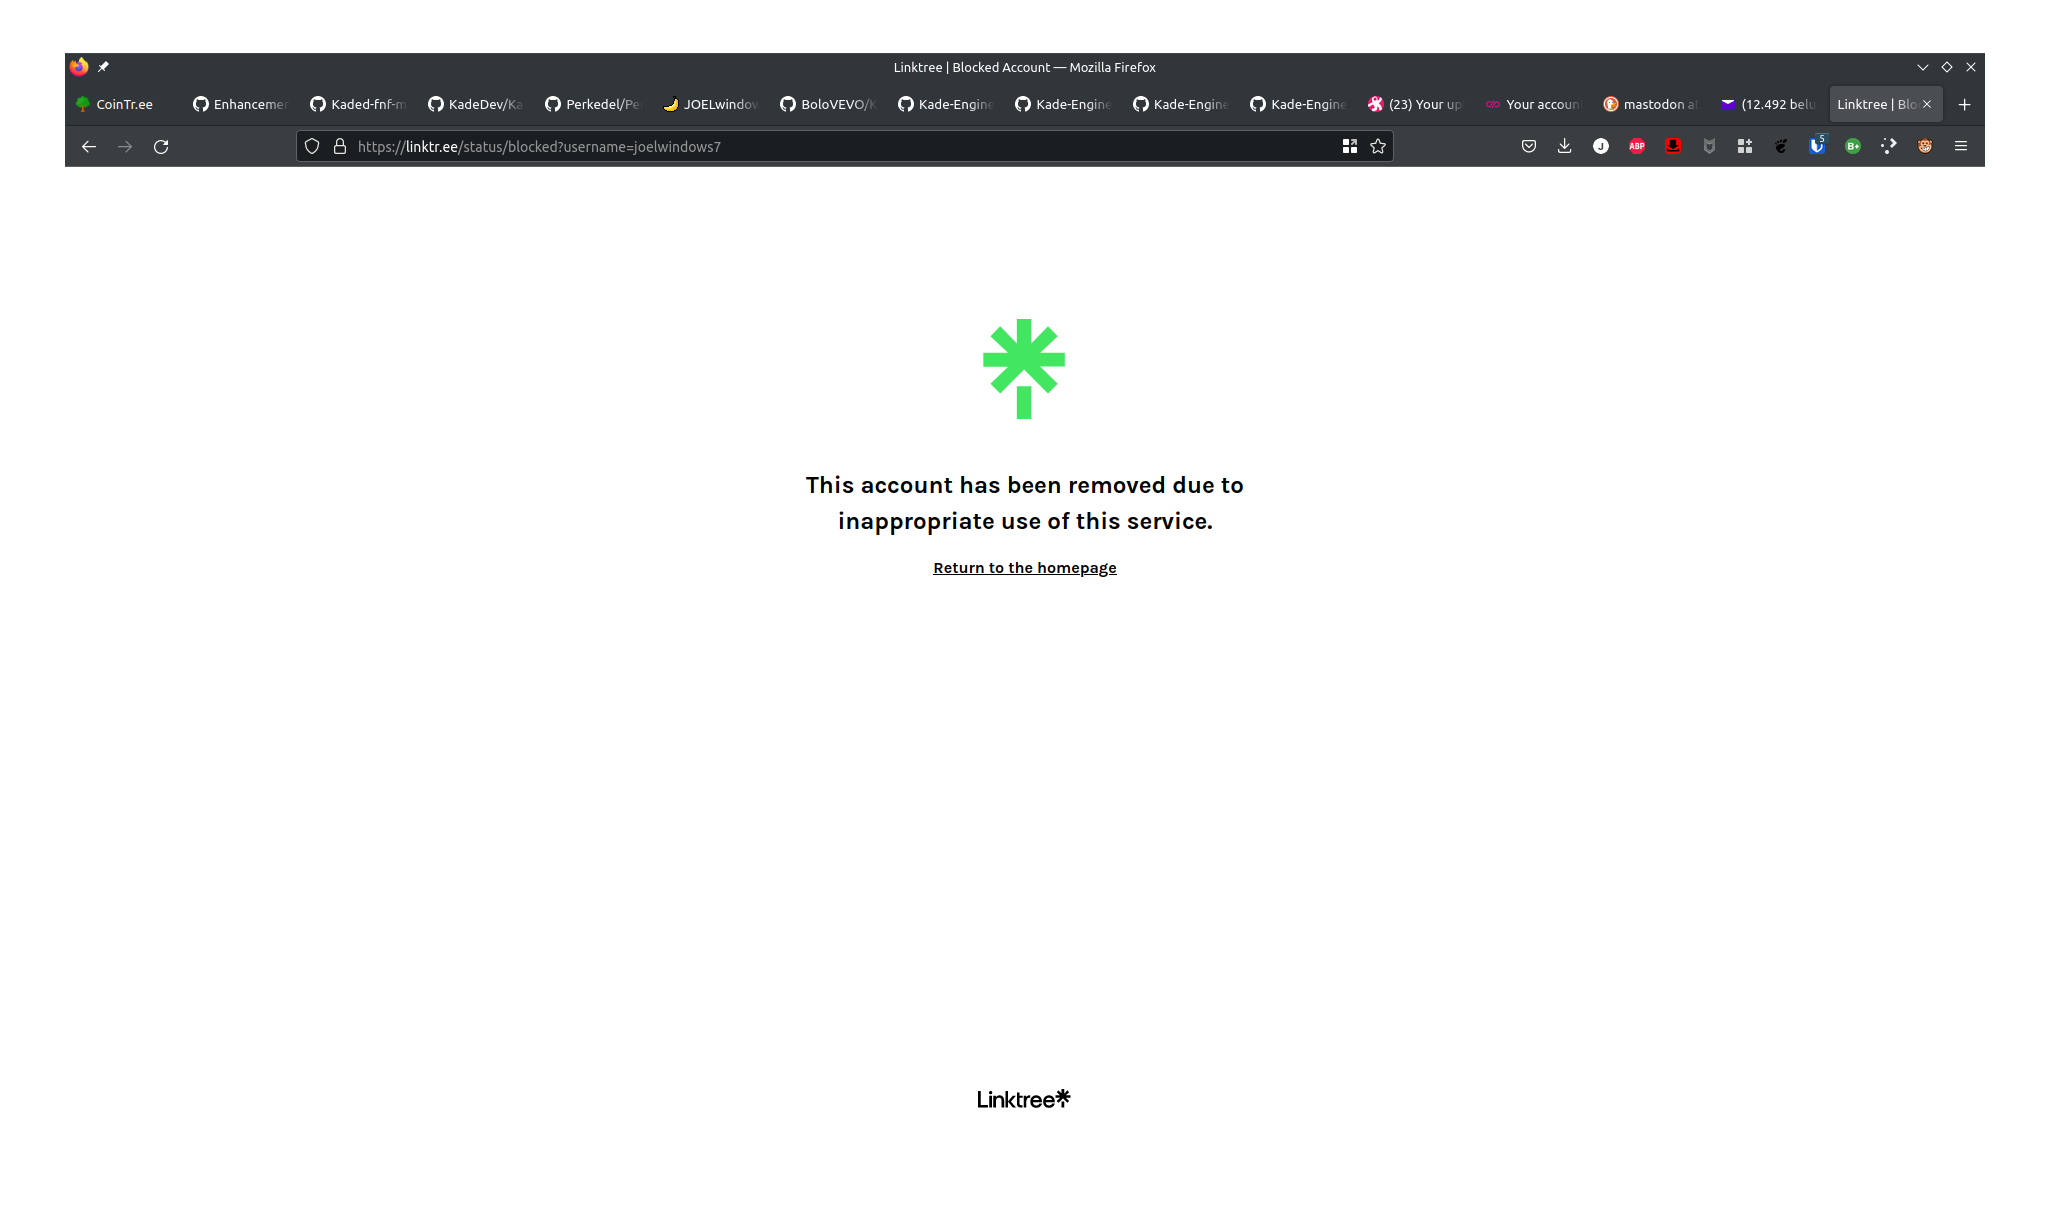 Linktree | Blocked Account — Mozilla Firefox
CoinTr.ee Enhancemer Kaded-fnf-m KadeDev/Ka Perkedel/Pe JOELwindow BoloVEVO/K Kade-Engine Kade-Engine Kade-Engine Kade-Engine (23) Your up Your accoun mastodon at (12.492 belu Linktree | Blo
https://linktr.ee/status/blocked?username=joelwindows7
J ABP 5 B+
This account has been removed due to
inappropriate use of this service.
Return to the homepage
Linktree